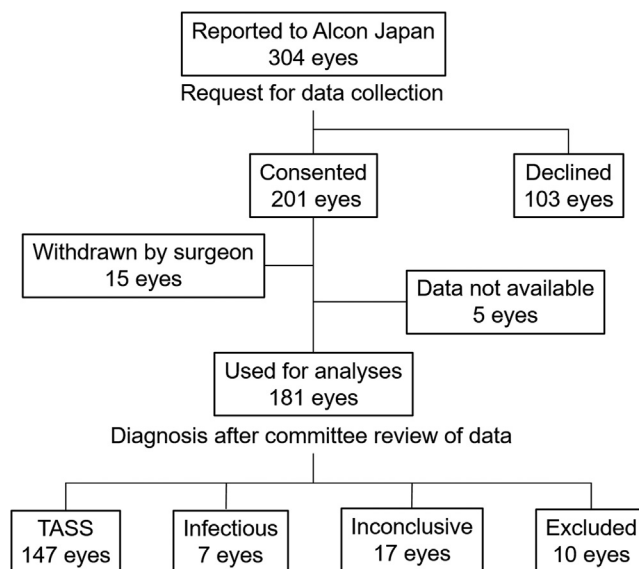 Reported to Alcon Japan
304 eyes
Request for data collection
Consented
201 eyes
Declined
103 eyes
Withdrawn by surgeon
15 eyes
Data not available
5 eyes
Used for analyses
181 eyes
Diagnosis after committee review of data
TASS
147 eyes
Infectious
7 eyes
Inconclusive
17 eyes
Excluded
10 eyes